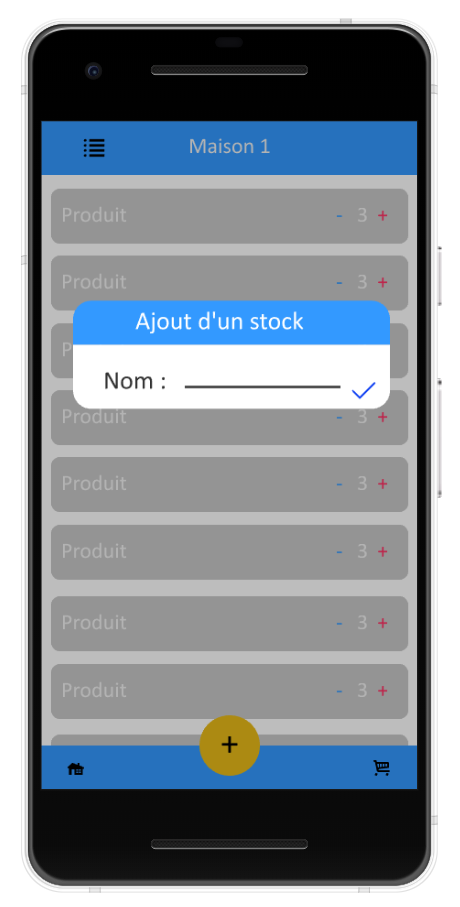 Maison 1
Produit - 3 +
Produit - 3 +
Ajout d'un stock
P
Nom :
Produit - 3 +
Produit - 3 +
Produit - 3 +
Produit - 3 +
Produit - 3 +
+